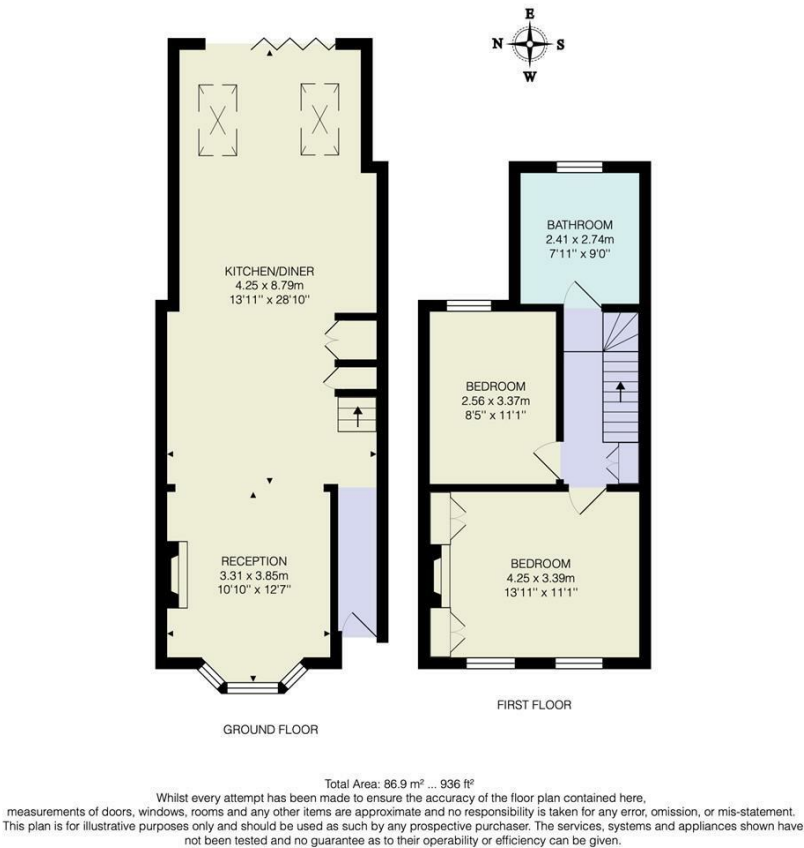 E
N S
W
KITCHEN/DINER
4.25 x 8.79m
13'11" x 28'10"
RECEPTION
3.31 x 3.85m
10'10" x 12'7"
GROUND FLOOR
BATHROOM
2.41 x 2.74m
7'11" x 9'0"
BEDROOM
2.56 x 3.37m
8'5" x 11'1"
BEDROOM
4.25 x 3.39m
13'11" x 11'1"
FIRST FLOOR
Total Area: 86.9 m² ... 936 ft²
Whilst every attempt has been made to ensure the accuracy of the floor plan contained here,
measurements of doors, windows, rooms and any other items are approximate and no responsibility is taken for any error, omission, or mis-statement.
This plan is for illustrative purposes only and should be used as such by any prospective purchaser. The services, systems and appliances shown have
not been tested and no guarantee as to their operability or efficiency can be given.